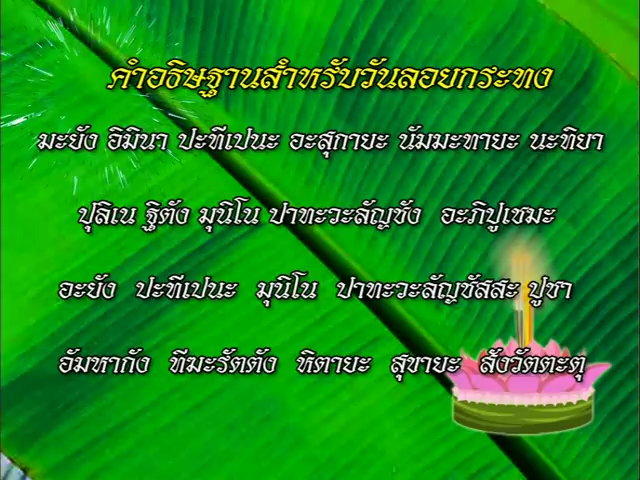 คำอธิษฐานสำหรับวันลอยกระทง
มะยัง อิมินา ปะทีเปนะ อะสุกายะ นัมมะทายะ นะทิยา
ปุลิเน ฐิตัง มุนิโน ปาทะวะลัญชัง อะภิปูเชมะ
อะยัง ปะทีเปนะ มุนิโน ปาทะวะลัญชัสสะ ปูชา
อัมหากัง ทีฆะรัตตัง หิตายะ สุขายะ สังวัตตะตุ